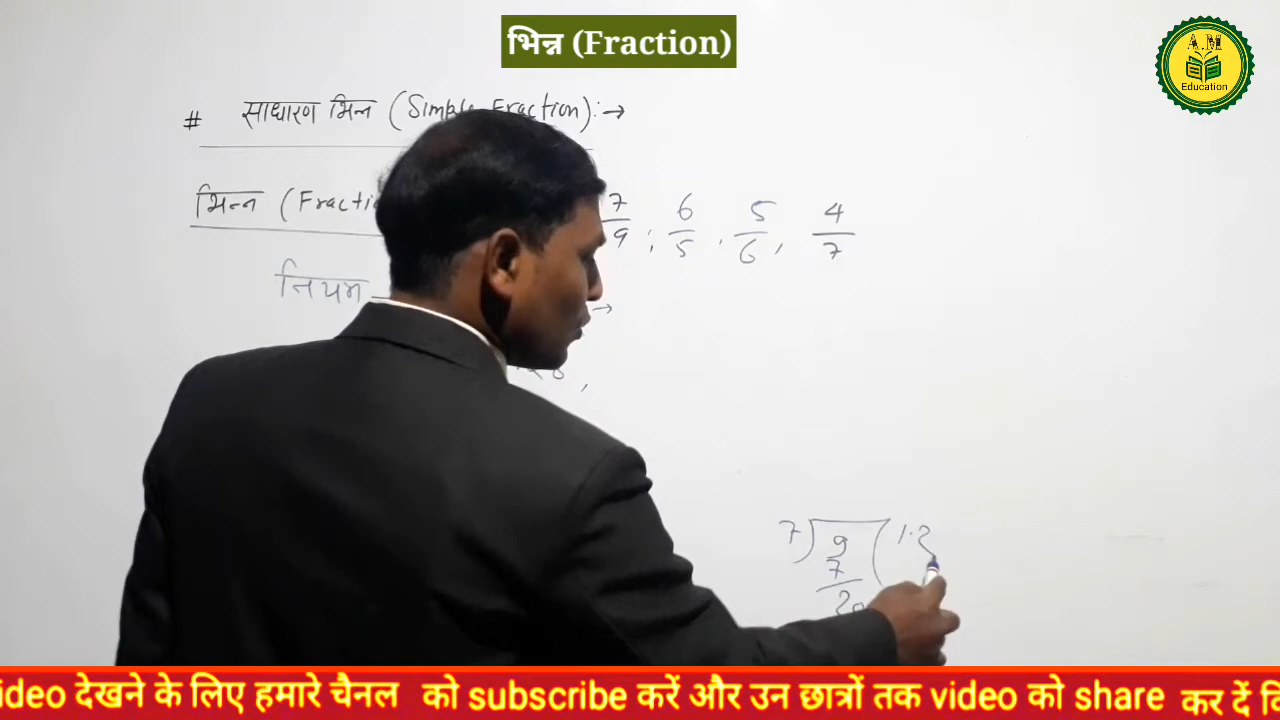 भिन्न (Fraction)
A.M
Education
# साधारण भिन्न (Simple Fraction):→
भिन्न (Fractio 7/9 ; 6/5 , 5/6 , 4/7
नियम
→
,
7) 9 ( 1.2
7
20
ideo देखने के लिए हमारे चैनल को subscribe करें और उन छात्रों तक video को share कर दें